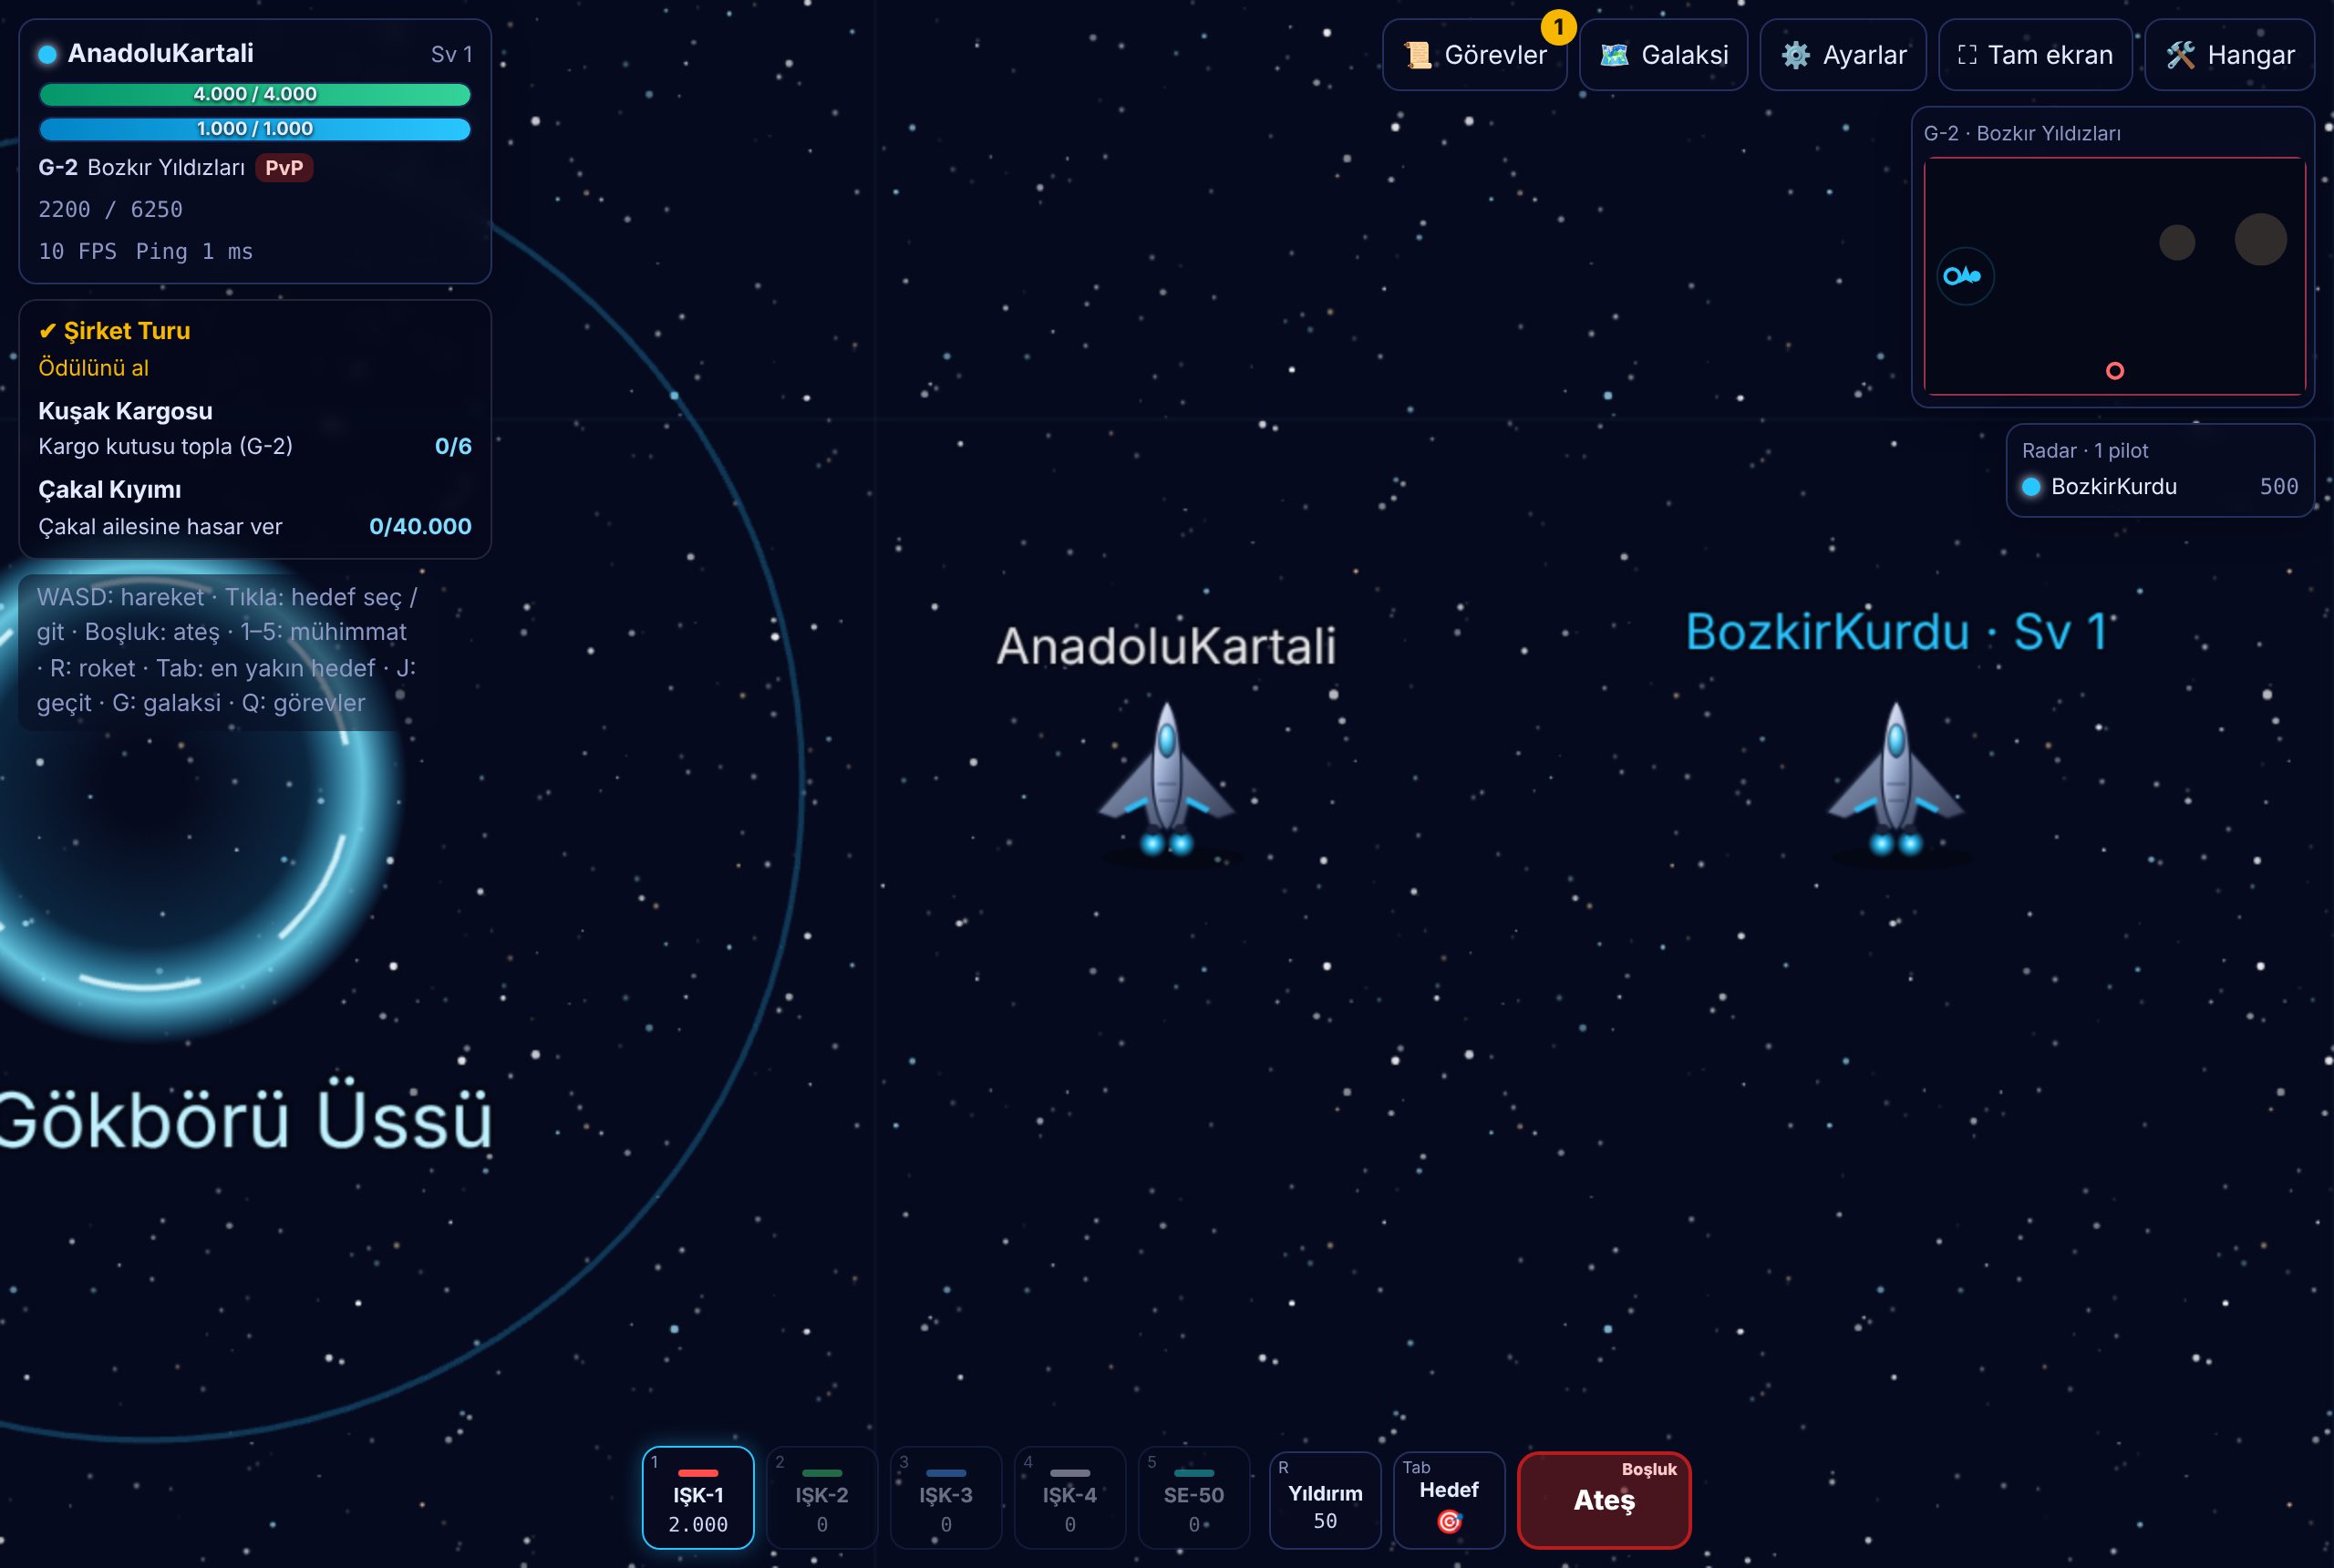 AnadoluKartali Sv 1
4.000 / 4.000
1.000 / 1.000
G-2 Bozkır Yıldızları PvP
2200 / 6250
10 FPS Ping 1 ms
✔ Şirket Turu
Ödülünü al
Kuşak Kargosu
Kargo kutusu topla (G-2) 0/6
Çakal Kıyımı
Çakal ailesine hasar ver 0/40.000
WASD: hareket · Tıkla: hedef seç /
git · Boşluk: ateş · 1–5: mühimmat
· R: roket · Tab: en yakın hedef · J:
geçit · G: galaksi · Q: görevler
Görevler 1
Galaksi
Ayarlar
Tam ekran
Hangar
G-2 · Bozkır Yıldızları
Radar · 1 pilot
BozkirKurdu 500
AnadoluKartali
BozkirKurdu · Sv 1
Gökbörü Üssü
1
IŞK-1
2.000
2
IŞK-2
0
3
IŞK-3
0
4
IŞK-4
0
5
SE-50
0
R
Yıldırım
50
Tab
Hedef
Boşluk
Ateş